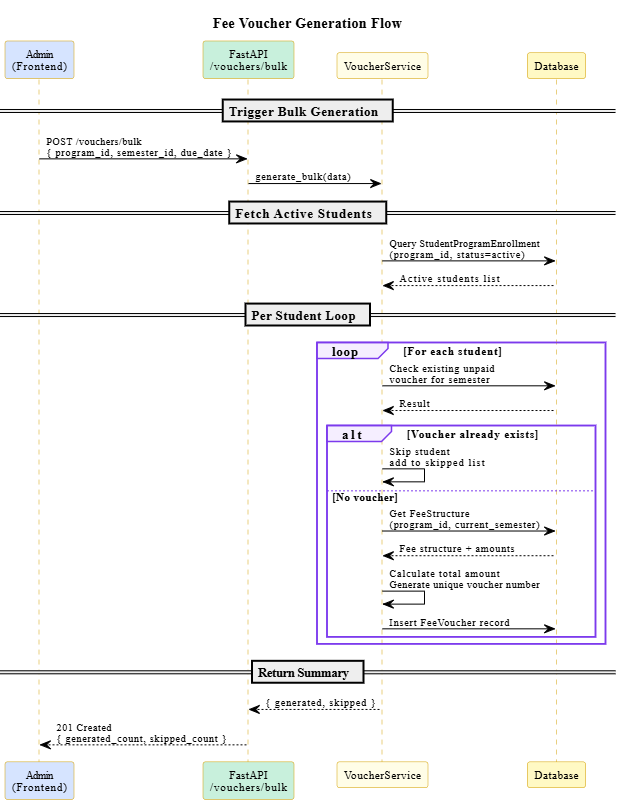 Fee Voucher Generation Flow
Admin
(Frontend)
FastAPI
/vouchers/bulk
VoucherService
Database
Trigger Bulk Generation
POST /vouchers/bulk
{ program_id, semester_id, due_date }
generate_bulk(data)
Fetch Active Students
Query StudentProgramEnrollment
(program_id, status=active)
Active students list
Per Student Loop
loop
[For each student]
Check existing unpaid
voucher for semester
Result
alt
[Voucher already exists]
Skip student
add to skipped list
[No voucher]
Get FeeStructure
(program_id, current_semester)
Fee structure + amounts
Calculate total amount
Generate unique voucher number
Insert FeeVoucher record
Return Summary
{ generated, skipped }
201 Created
{ generated_count, skipped_count }
Admin
(Frontend)
FastAPI
/vouchers/bulk
VoucherService
Database